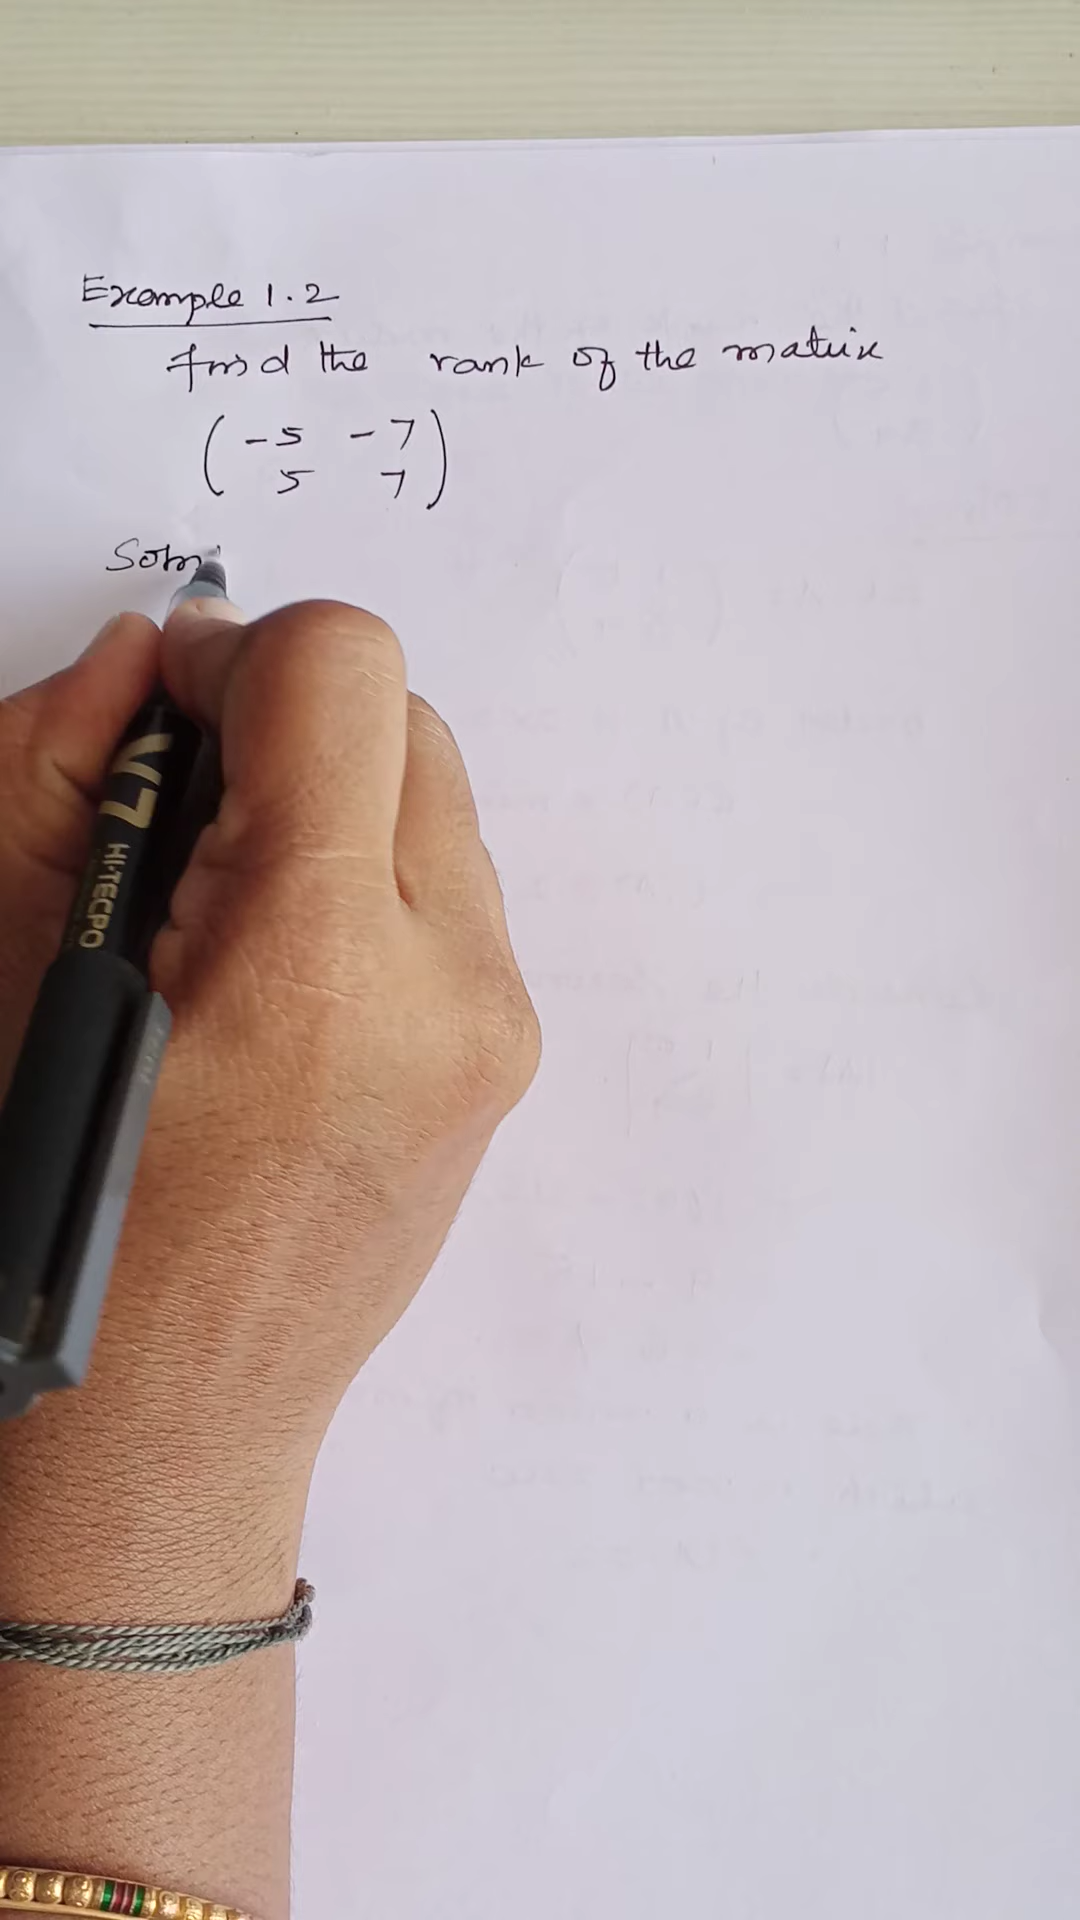 Example 1.2
find the rank of the matrix
( -5 -7
5 7 )
Soln
V7
HI-TECPO